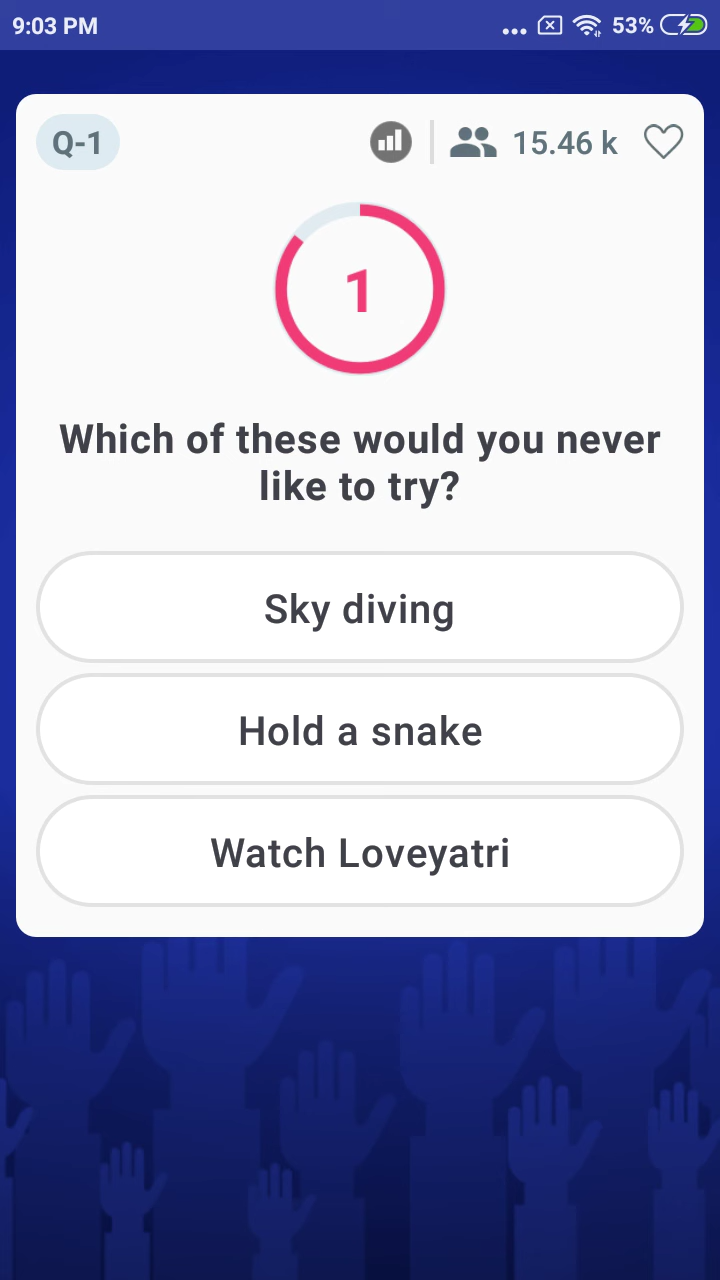 9:03 PM ... 53%
Q-1 15.46 k
1
Which of these would you never
like to try?
Sky diving
Hold a snake
Watch Loveyatri